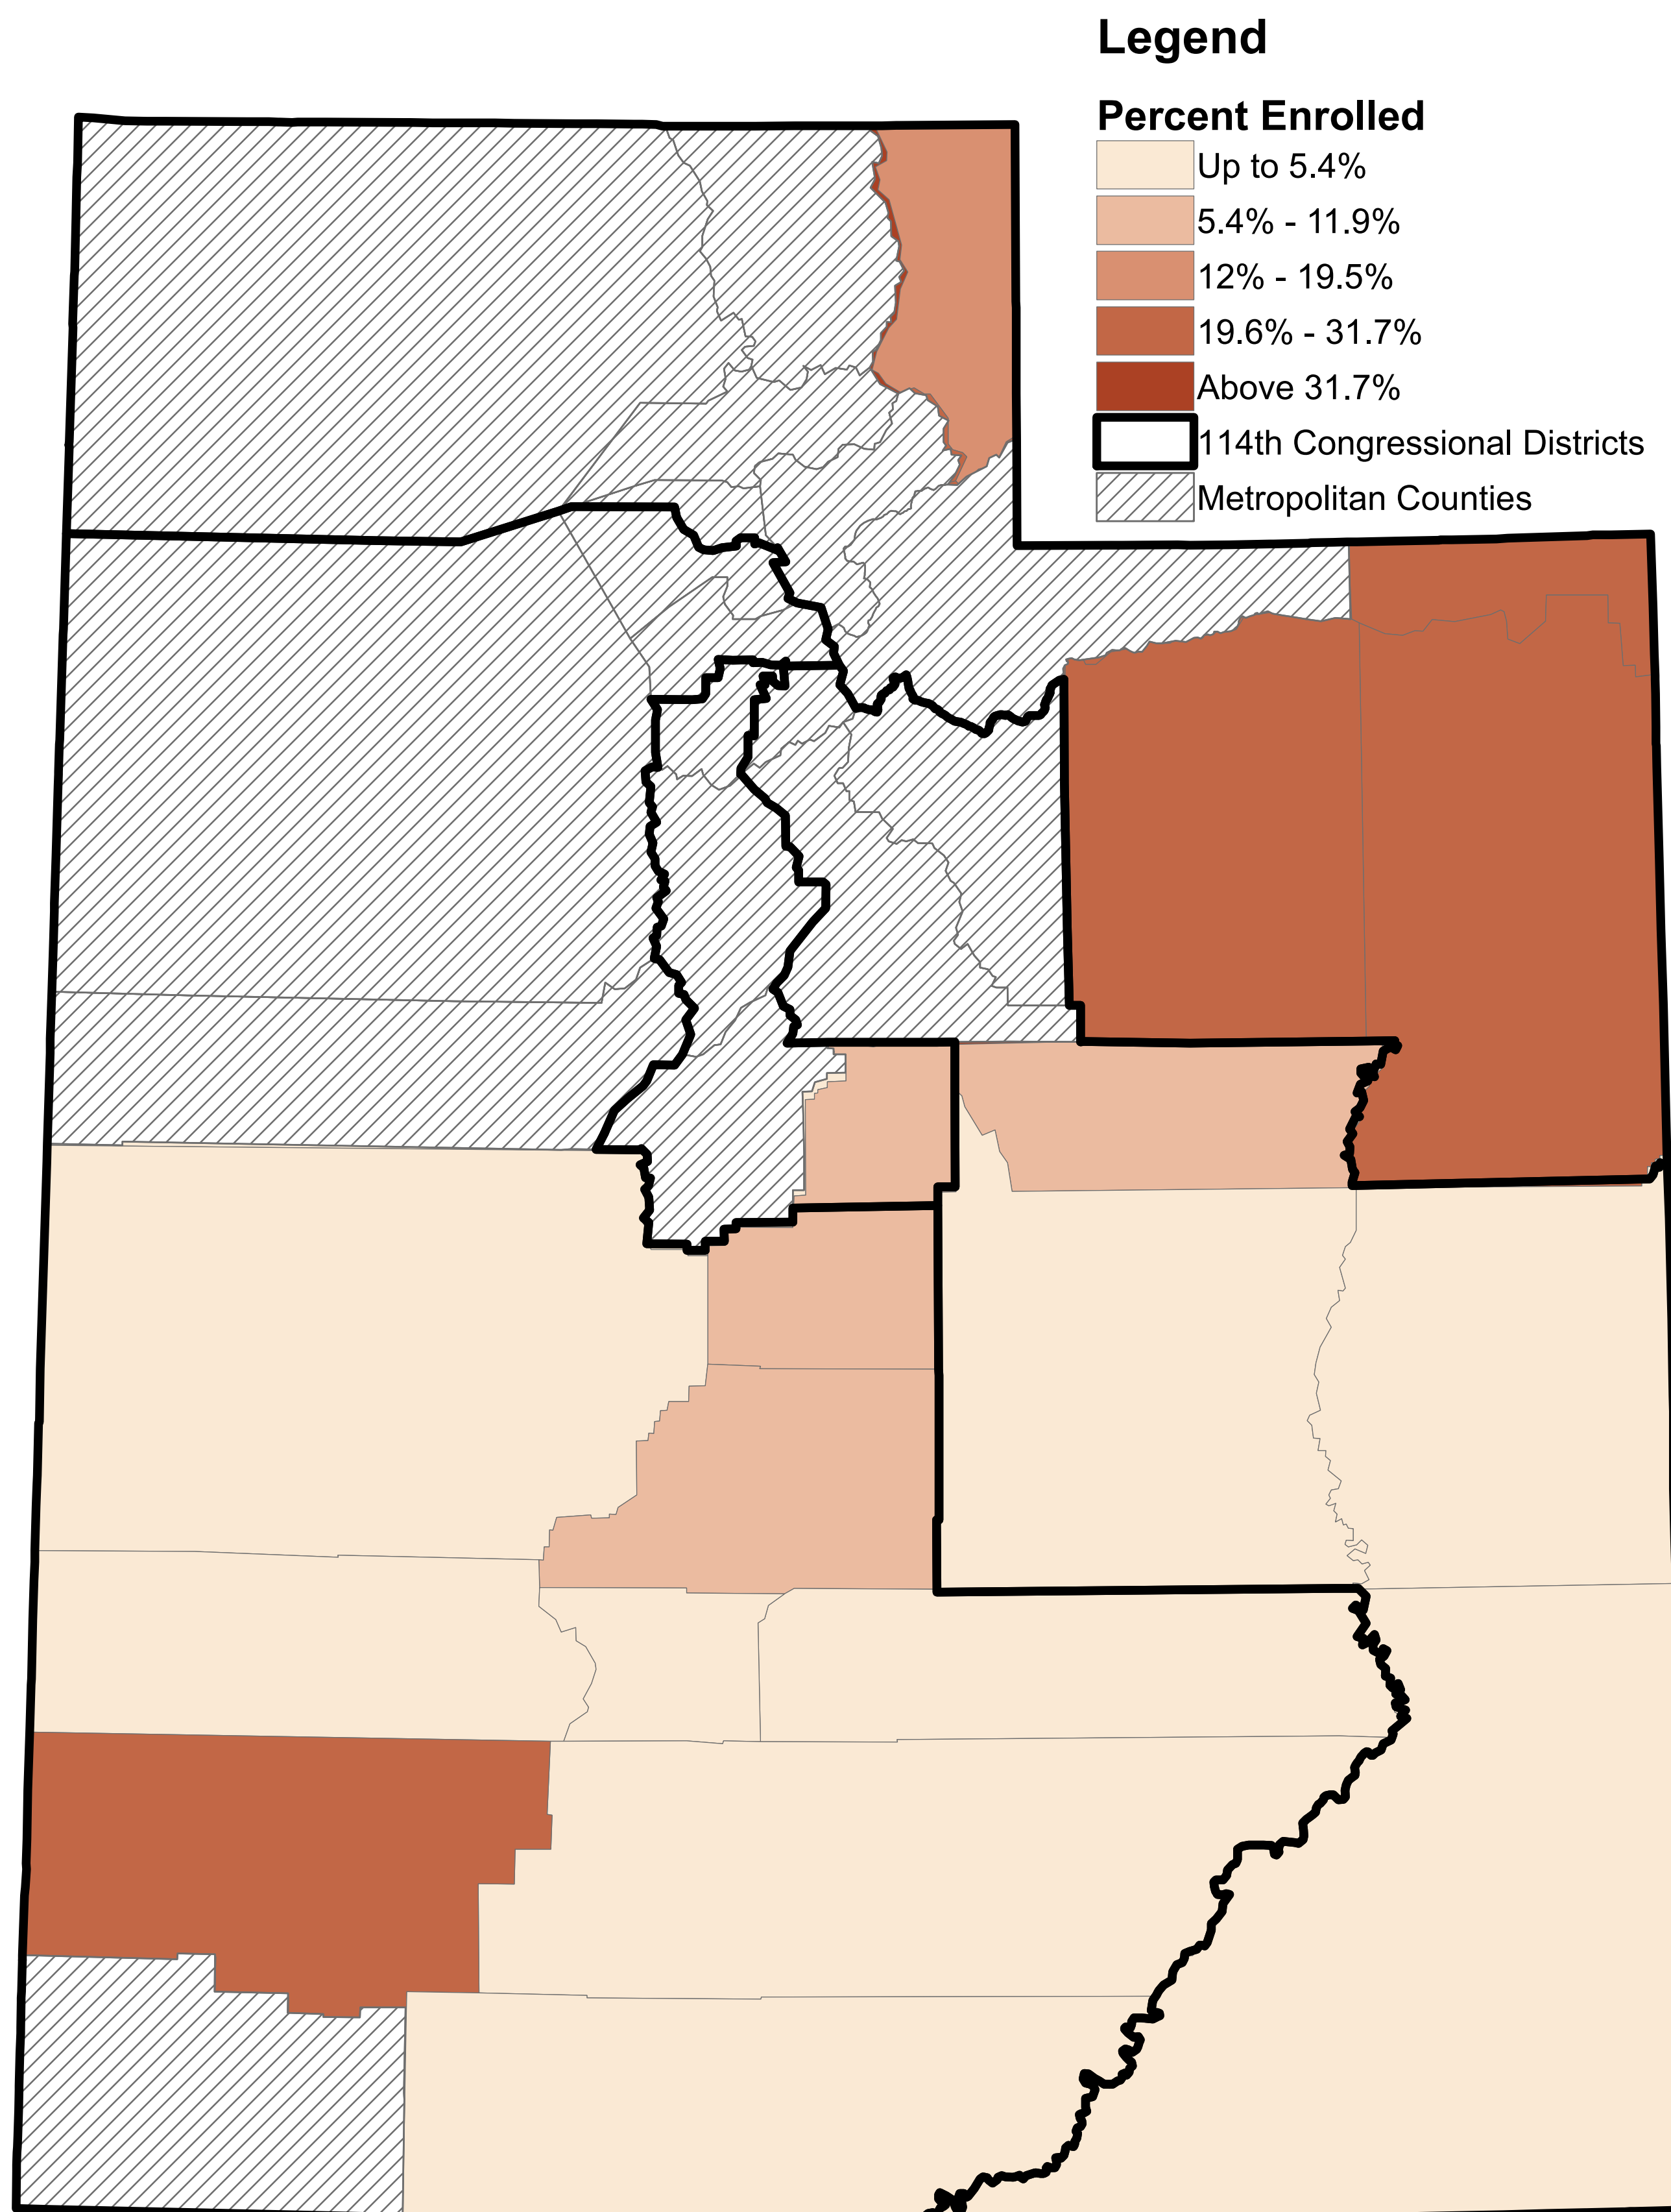 Legend
Percent Enrolled
Up to 5.4%
5.4% - 11.9%
12% - 19.5%
19.6% - 31.7%
Above 31.7%
114th Congressional Districts
Metropolitan Counties